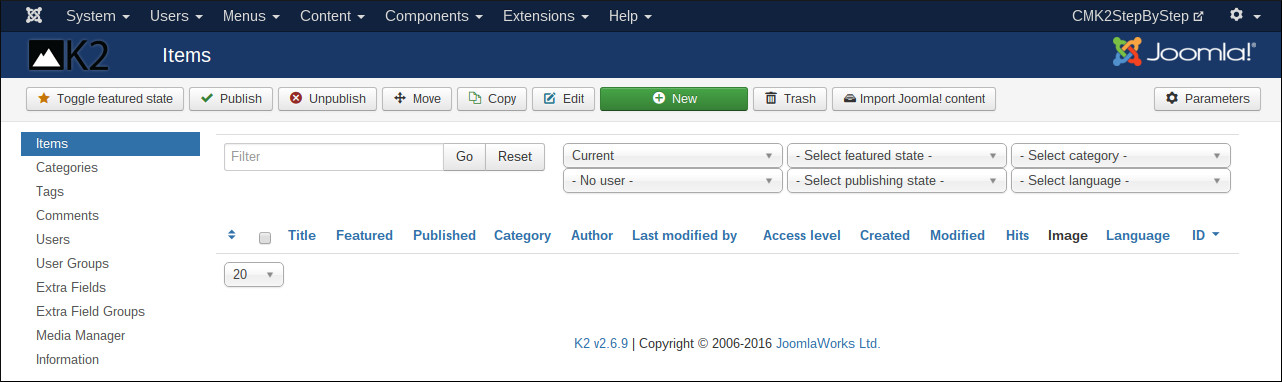 System Users Menus Content Components Extensions Help CMK2StepByStep
K2 Items Joomla!®
Toggle featured state Publish Unpublish Move Copy Edit New Trash Import Joomla! content Parameters
Items
Categories
Tags
Comments
Users
User Groups
Extra Fields
Extra Field Groups
Media Manager
Information
Filter Go Reset Current - Select featured state - - Select category -
- No user - - Select publishing state - - Select language -
Title Featured Published Category Author Last modified by Access level Created Modified Hits Image Language ID
20
K2 v2.6.9 | Copyright © 2006-2016 JoomlaWorks Ltd.